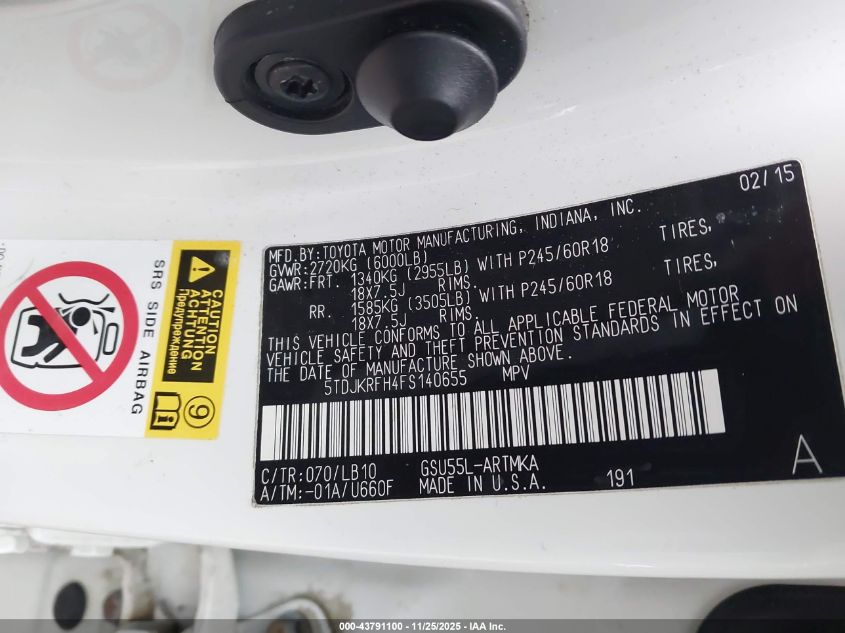 02/15
MFD.BY:TOYOTA MOTOR MANUFACTURING, INDIANA, INC.
GVWR:2720KG (6000LB)
GAWR:FRT. 1340KG (2955LB) WITH P245/60R18 TIRES,
18X7.5J RIMS.
RR. 1585KG (3505LB) WITH P245/60R18 TIRES,
18X7.5J RIMS.
THIS VEHICLE CONFORMS TO ALL APPLICABLE FEDERAL MOTOR
VEHICLE SAFETY AND THEFT PREVENTION STANDARDS IN EFFECT ON
THE DATE OF MANUFACTURE SHOWN ABOVE.
5TDJKRFH4FS140655 MPV
C/TR:070/LB10 GSU55L-ARTMKA
A/TM:-01A/U660F MADE IN U.S.A. 191 A
SRS SIDE AIRBAG
CAUTION
ATTENTION
ACHTUNG
Предупреждение
9
000-43791100 - 11/25/2025 - IAA Inc.